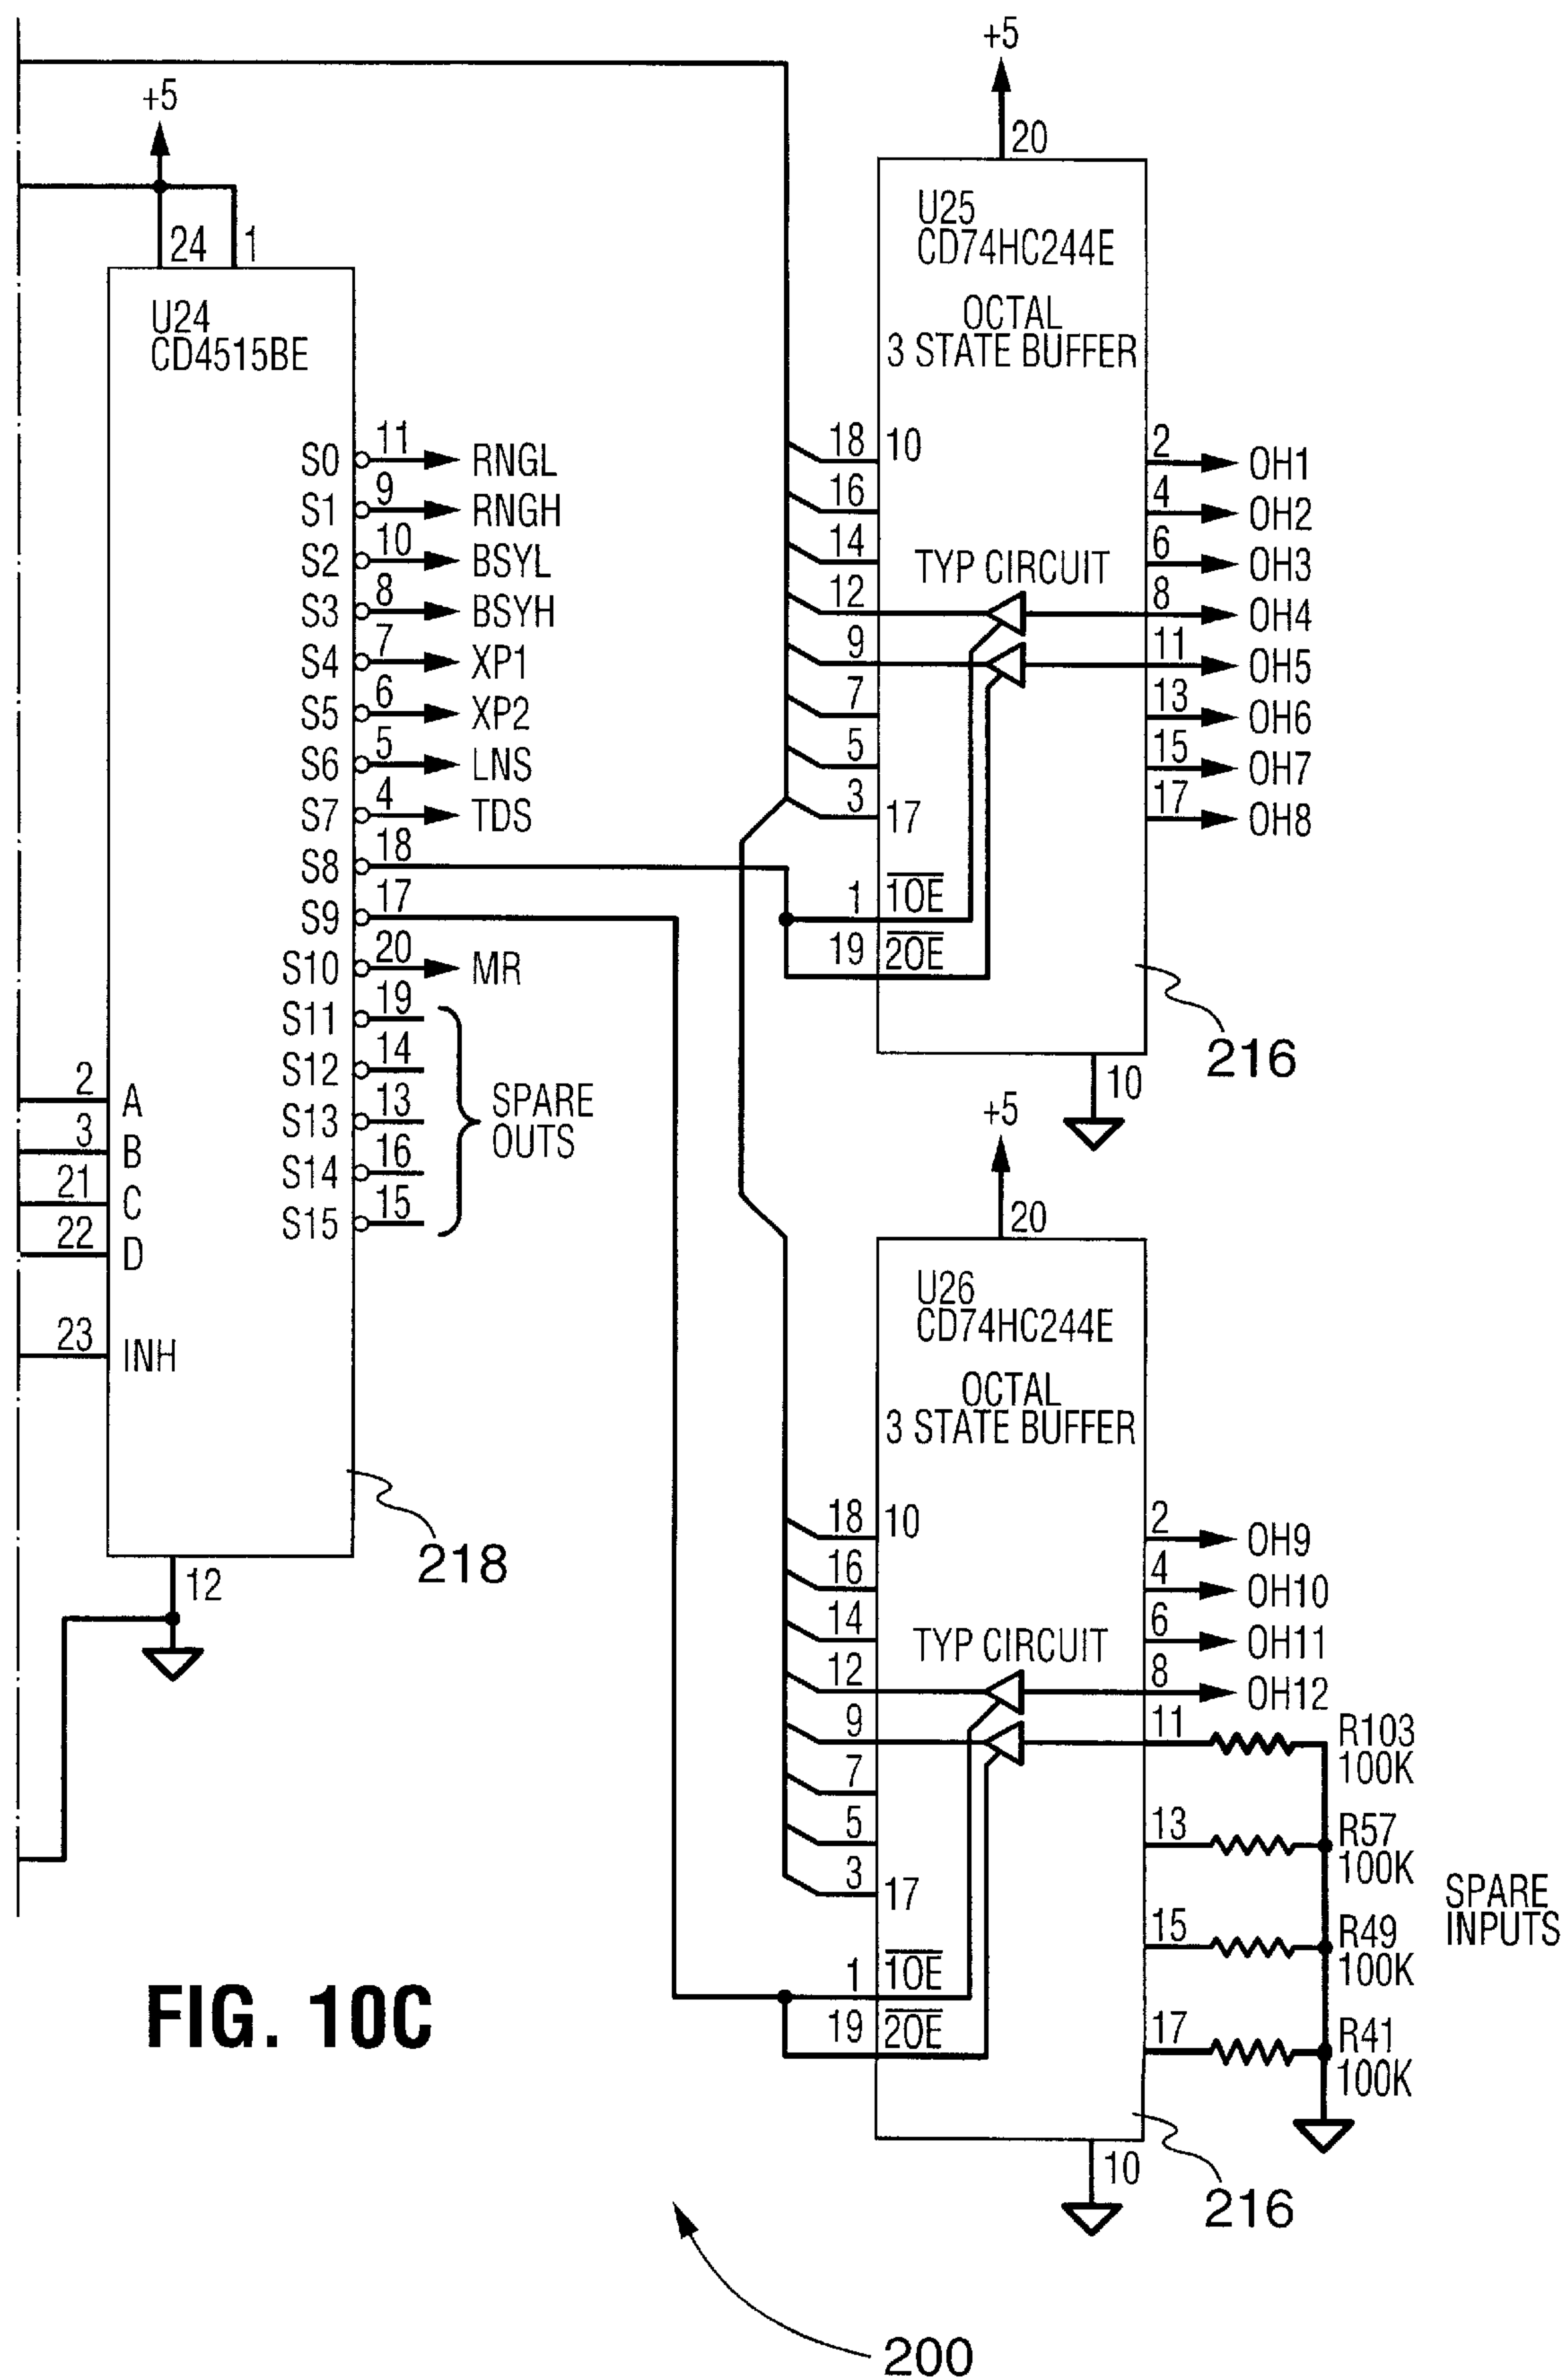 +5
24
1
U24
CD4515BE
S0 11 RNGL
S1 9 RNGH
S2 10 BSYL
S3 8 BSYH
S4 7 XP1
S5 6 XP2
S6 5 LNS
S7 4 TDS
S8 18
S9 17
S10 20 MR
S11 19
S12 14
S13 13
S14 16
S15 15
SPARE
OUTS
2 A
3 B
21 C
22 D
23 INH
12
218
+5
20
U25
CD74HC244E
OCTAL
3 STATE BUFFER
18 10 2 OH1
16 4 OH2
14 6 OH3
TYP CIRCUIT
12 8 OH4
9 11 OH5
7 13 OH6
5 15 OH7
3 17 17 OH8
1 10E
19 20E
216
10
+5
20
U26
CD74HC244E
OCTAL
3 STATE BUFFER
18 10 2 OH9
16 4 OH10
14 6 OH11
TYP CIRCUIT
12 8 OH12
9 11 R103
100K
7
5 13 R57
100K
3 17
15 R49
100K
SPARE
INPUTS
1 10E
19 20E
17 R41
100K
10
216
FIG. 10C
200